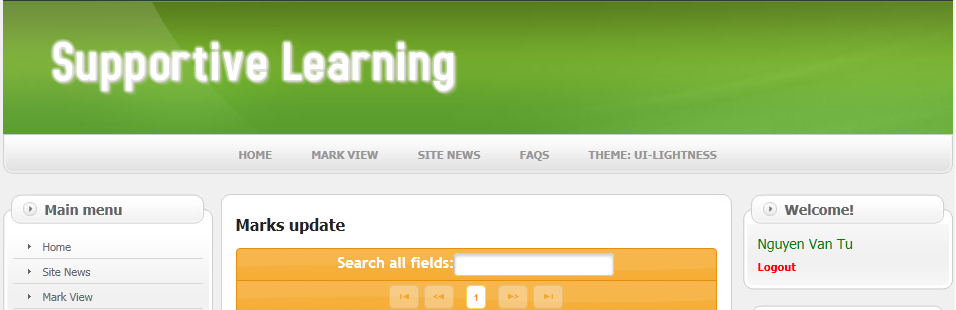 Supportive Learning
HOME MARK VIEW SITE NEWS FAQS THEME: UI-LIGHTNESS
Main menu
Home
Site News
Mark View
Marks update
Search all fields:
1
Welcome!
Nguyen Van Tu
Logout